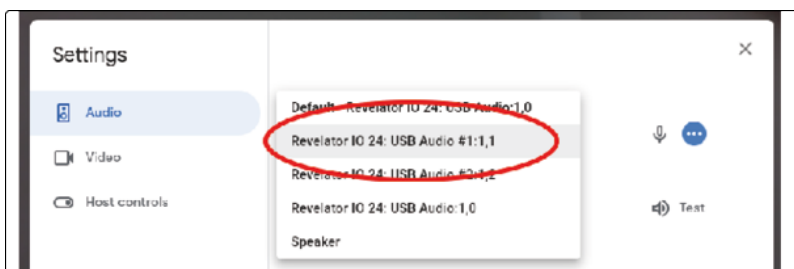 Settings
Audio
Video
Host controls
Default - Revelator IO 24: USB Audio:1,0
Revelator IO 24: USB Audio #1:1,1
Revelator IO 24: USB Audio #2:1,2
Revelator IO 24: USB Audio:1,0
Speaker
Test